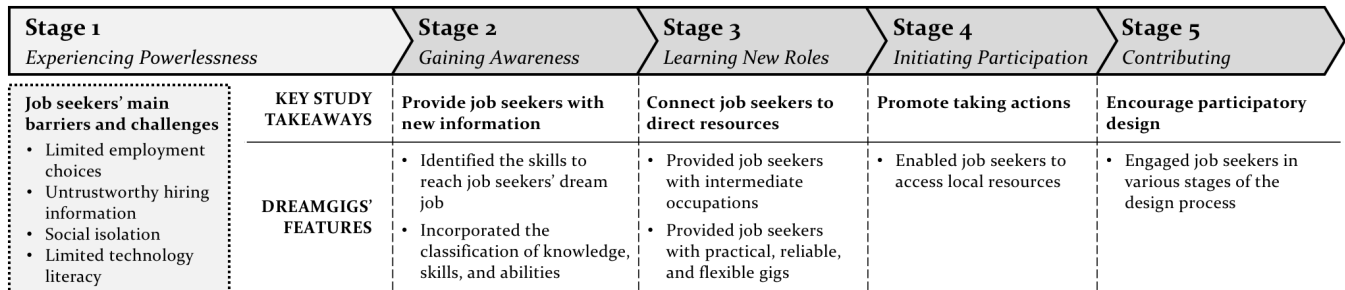 Stage 1
Experiencing Powerlessness
Stage 2
Gaining Awareness
Stage 3
Learning New Roles
Stage 4
Initiating Participation
Stage 5
Contributing
Job seekers' main
barriers and challenges
• Limited employment
choices
• Untrustworthy hiring
information
• Social isolation
• Limited technology
literacy
KEY STUDY
TAKEAWAYS
Provide job seekers with
new information
Connect job seekers to
direct resources
Promote taking actions
Encourage participatory
design
DREAMGIGS'
FEATURES
• Identified the skills to
reach job seekers' dream
job
• Incorporated the
classification of knowledge,
skills, and abilities
• Provided job seekers
with intermediate
occupations
• Provided job seekers
with practical, reliable,
and flexible gigs
• Enabled job seekers to
access local resources
• Engaged job seekers in
various stages of the
design process